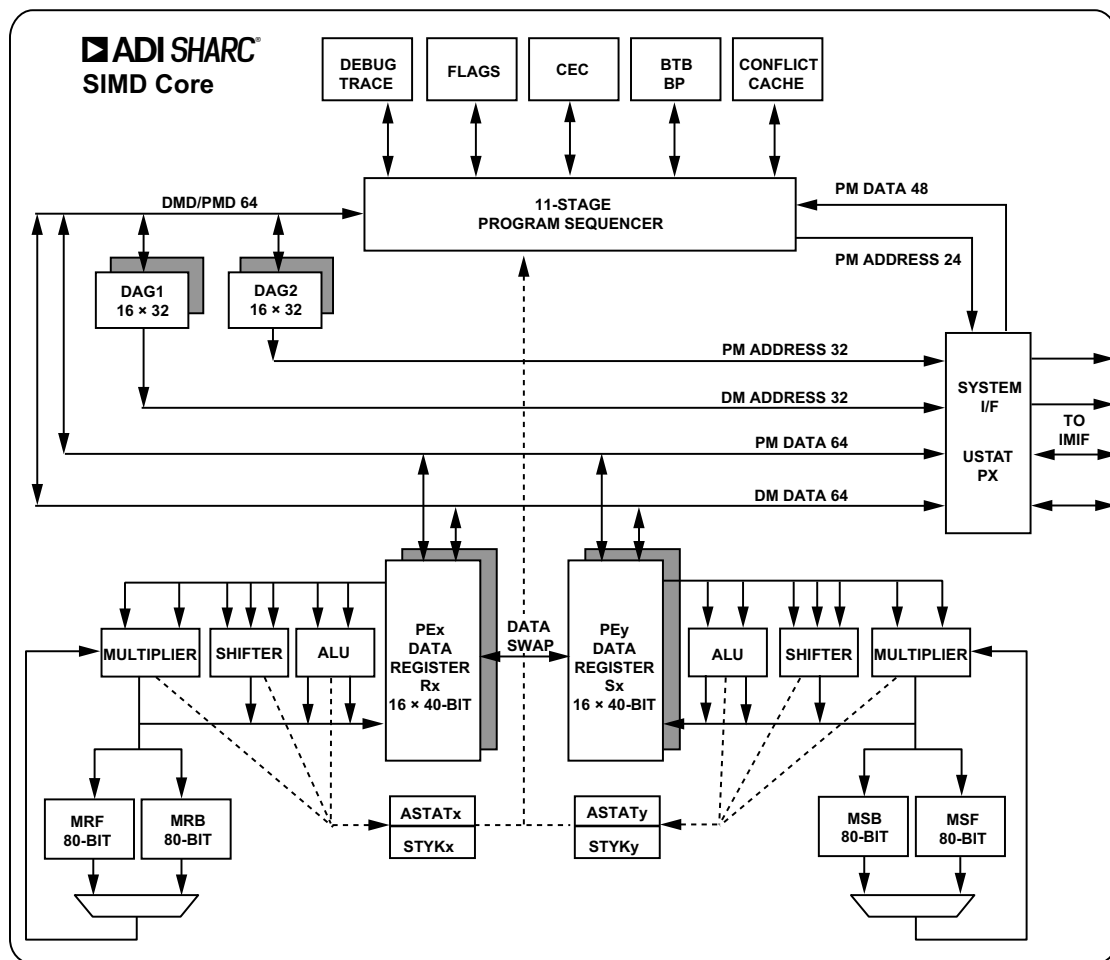 ADI SHARC®
SIMD Core
DEBUG
TRACE
FLAGS
CEC
BTB
BP
CONFLICT
CACHE
DMD/PMD 64
11-STAGE
PROGRAM SEQUENCER
PM DATA 48
PM ADDRESS 24
DAG1
16 × 32
DAG2
16 × 32
PM ADDRESS 32
DM ADDRESS 32
PM DATA 64
DM DATA 64
SYSTEM
I/F
USTAT
PX
TO
IMIF
MULTIPLIER
SHIFTER
ALU
PEx
DATA
REGISTER
Rx
16 × 40-BIT
DATA
SWAP
PEy
DATA
REGISTER
Sx
16 × 40-BIT
ALU
SHIFTER
MULTIPLIER
MRF
80-BIT
MRB
80-BIT
ASTATx
STYKx
ASTATy
STYKy
MSB
80-BIT
MSF
80-BIT